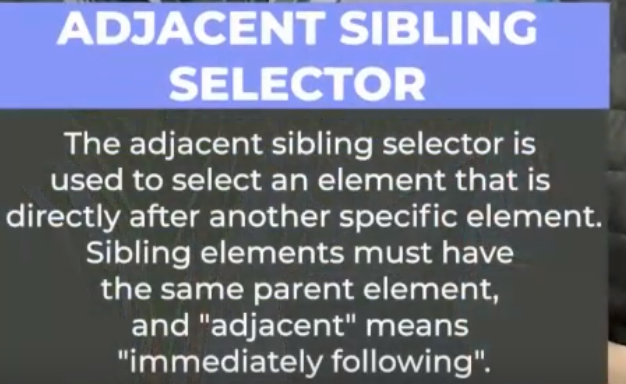 ADJACENT SIBLING
SELECTOR
The adjacent sibling selector is
used to select an element that is
directly after another specific element.
Sibling elements must have
the same parent element,
and "adjacent" means
"immediately following".